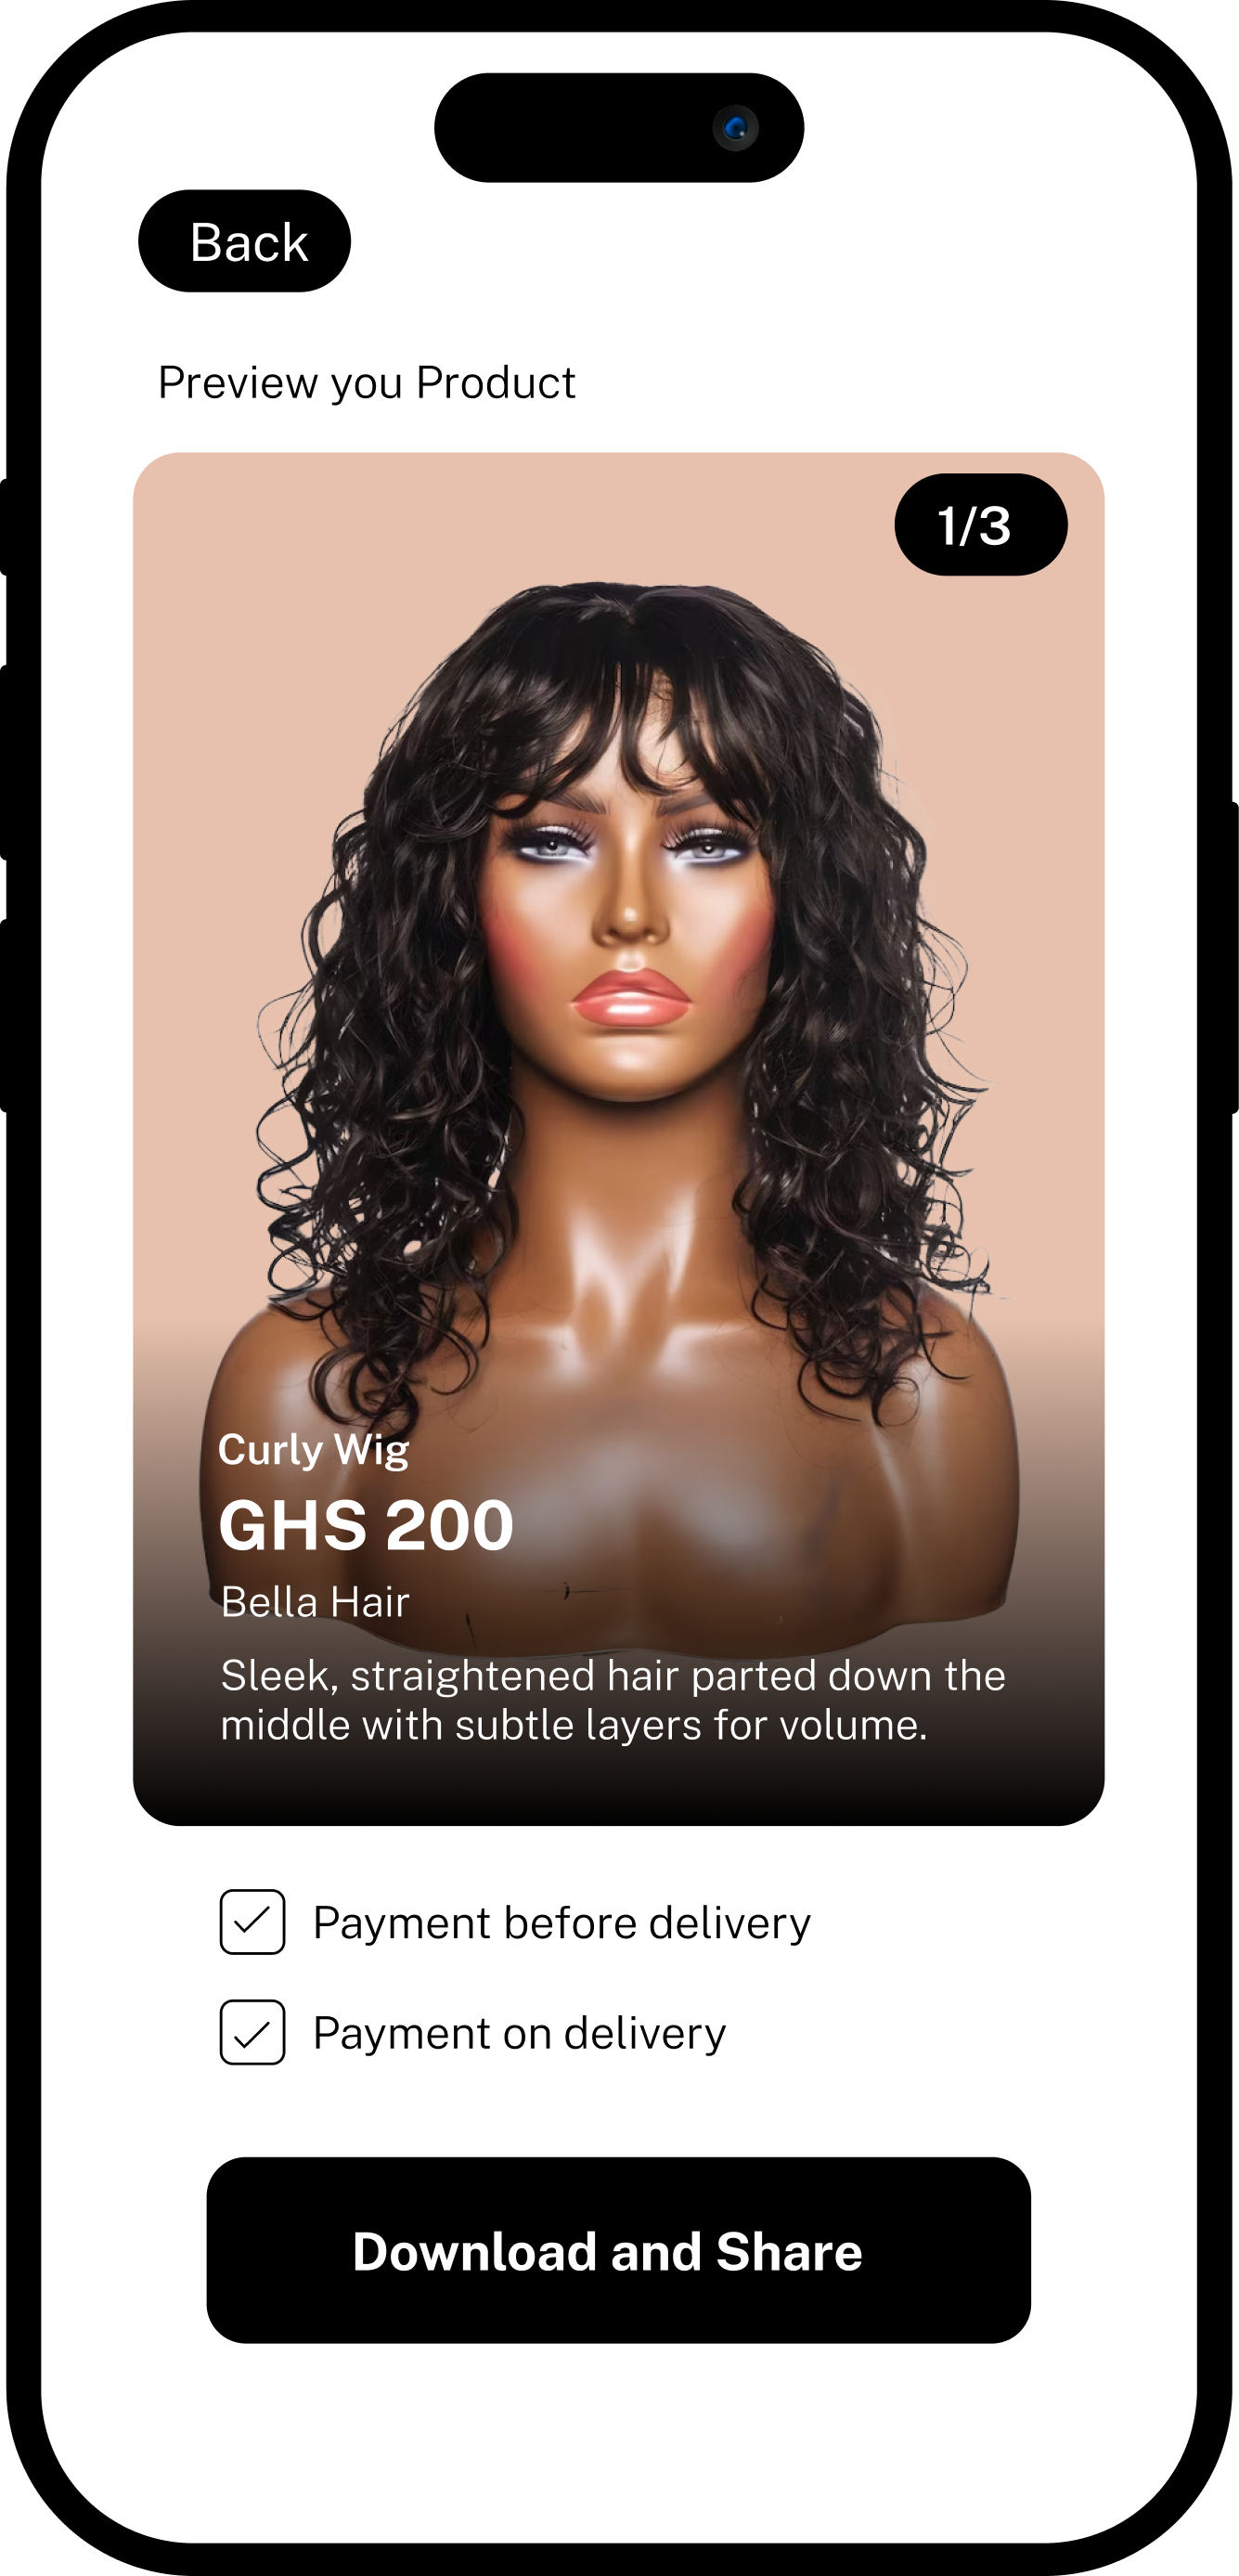 Back
Preview you Product
1/3
Curly Wig
GHS 200
Bella Hair
Sleek, straightened hair parted down the
middle with subtle layers for volume.
Payment before delivery
Payment on delivery
Download and Share